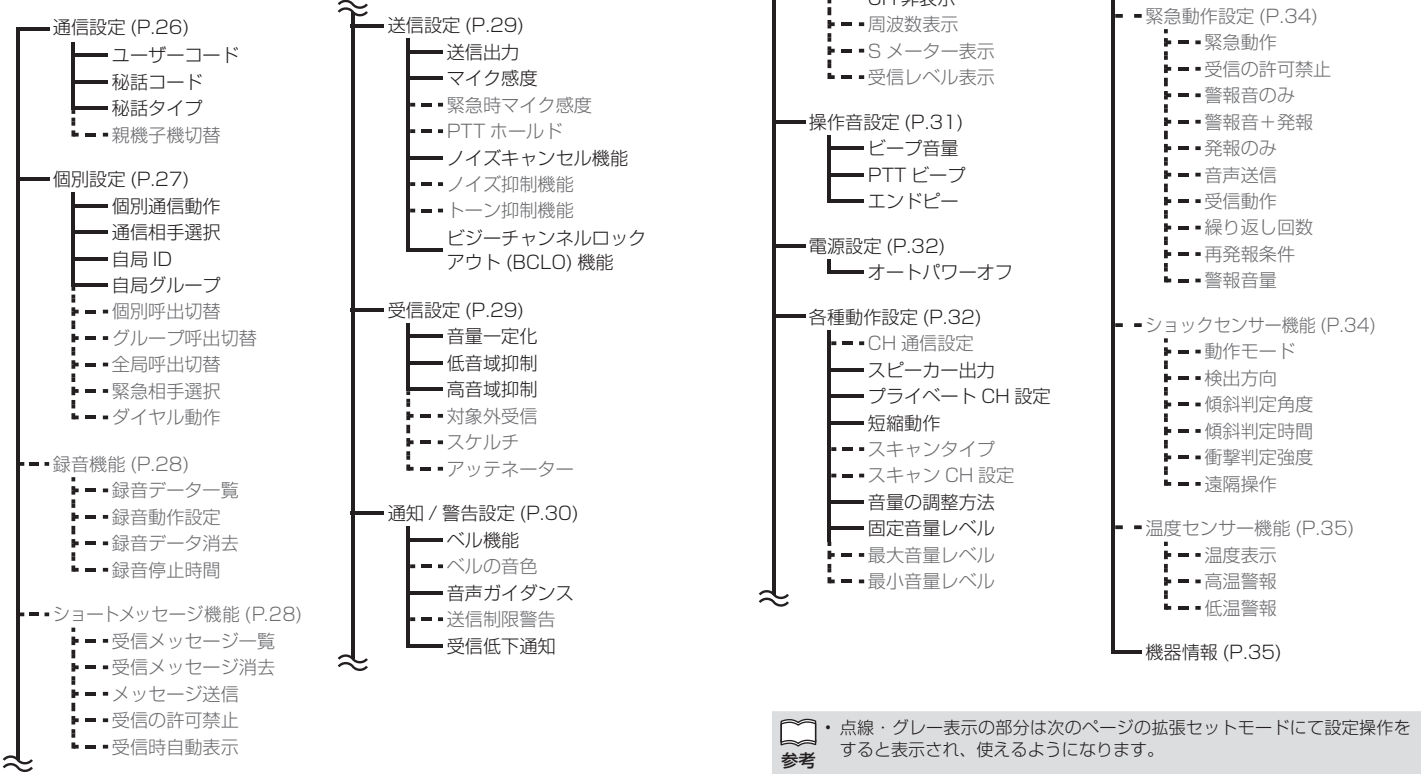 通信設定 (P.26)
ユーザーコード
秘話コード
秘話タイプ
親機子機切替
個別設定 (P.27)
個別通信動作
通信相手選択
自局 ID
自局グループ
個別呼出切替
グループ呼出切替
全局呼出切替
緊急相手選択
ダイヤル動作
録音機能 (P.28)
録音データ一覧
録音動作設定
録音データ消去
録音停止時間
ショートメッセージ機能 (P.28)
受信メッセージ一覧
受信メッセージ消去
メッセージ送信
受信の許可禁止
受信時自動表示
送信設定 (P.29)
送信出力
マイク感度
緊急時マイク感度
PTT ホールド
ノイズキャンセル機能
ノイズ抑制機能
トーン抑制機能
ビジーチャンネルロック
アウト (BCLO) 機能
受信設定 (P.29)
音量一定化
低音域抑制
高音域抑制
対象外受信
スケルチ
アッテネーター
通知 / 警告設定 (P.30)
ベル機能
ベルの音色
音声ガイダンス
送信制限警告
受信低下通知
周波数表示
S メーター表示
受信レベル表示
操作音設定 (P.31)
ビープ音量
PTT ビープ
エンドピー
電源設定 (P.32)
オートパワーオフ
各種動作設定 (P.32)
CH 通信設定
スピーカー出力
プライベート CH 設定
短縮動作
スキャンタイプ
スキャン CH 設定
音量の調整方法
固定音量レベル
最大音量レベル
最小音量レベル
緊急動作設定 (P.34)
緊急動作
受信の許可禁止
警報音のみ
警報音＋発報
発報のみ
音声送信
受信動作
繰り返し回数
再発報条件
警報音量
ショックセンサー機能 (P.34)
動作モード
検出方向
傾斜判定角度
傾斜判定時間
衝撃判定強度
遠隔操作
温度センサー機能 (P.35)
温度表示
高温警報
低温警報
機器情報 (P.35)
参考
・点線・グレー表示の部分は次のページの拡張セットモードにて設定操作を
すると表示され、使えるようになります。